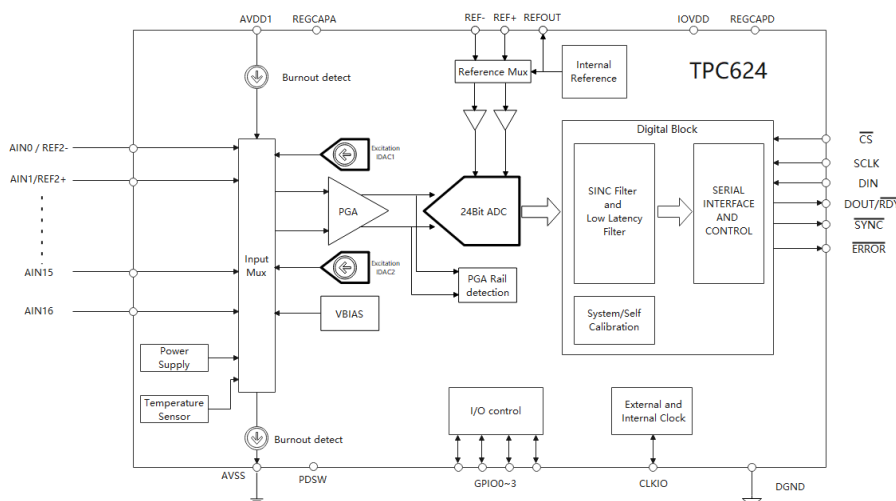 AVDD1
REGCAPA
REF-
REF+
REFOUT
IOVDD
REGCAPD
Burnout detect
Reference Mux
Internal
Reference
TPC624
AIN0 / REF2-
AIN1/REF2+
AIN15
AIN16
Input
Mux
Excitation
IDAC1
PGA
Excitation
IDAC2
VBIAS
24Bit ADC
PGA Rail
detection
Digital Block
SINC Filter
and
Low Latency
Filter
SERIAL
INTERFACE
AND
CONTROL
System/Self
Calibration
CS
SCLK
DIN
DOUT/RDY
SYNC
ERROR
Power
Supply
Temperature
Sensor
Burnout detect
I/O control
External and
Internal Clock
AVSS
PDSW
GPIO0~3
CLKIO
DGND